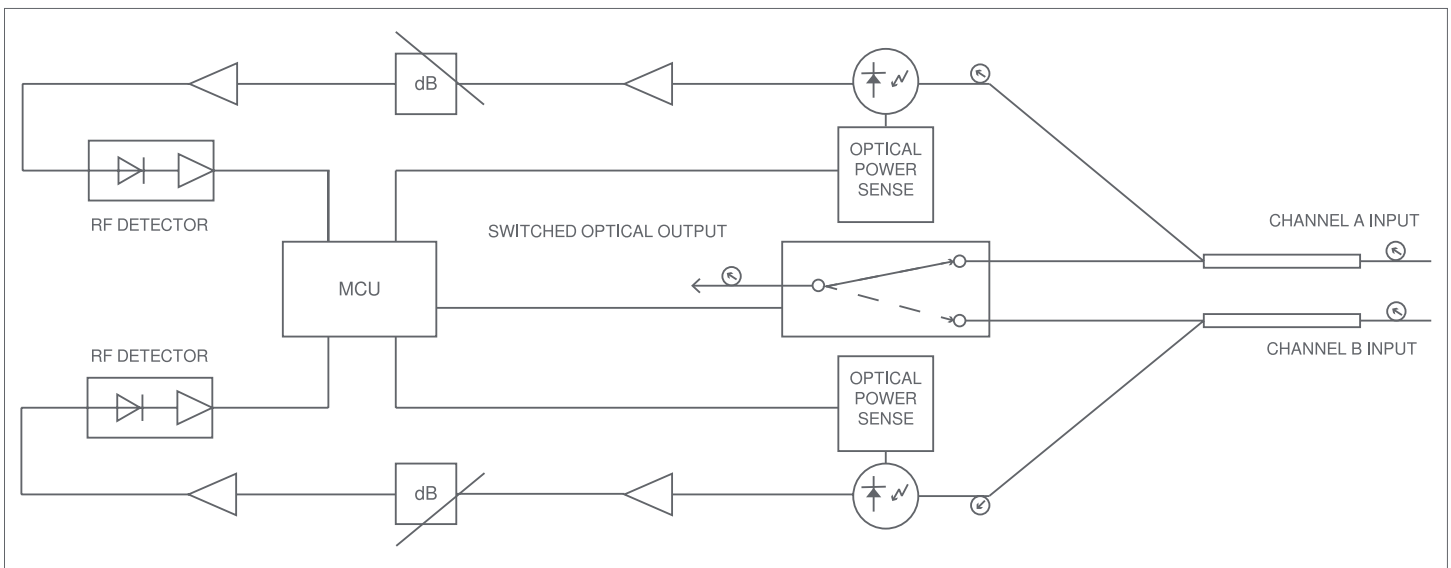 dB
OPTICAL
POWER
SENSE
RF DETECTOR
CHANNEL A INPUT
SWITCHED OPTICAL OUTPUT
MCU
CHANNEL B INPUT
RF DETECTOR
OPTICAL
POWER
SENSE
dB